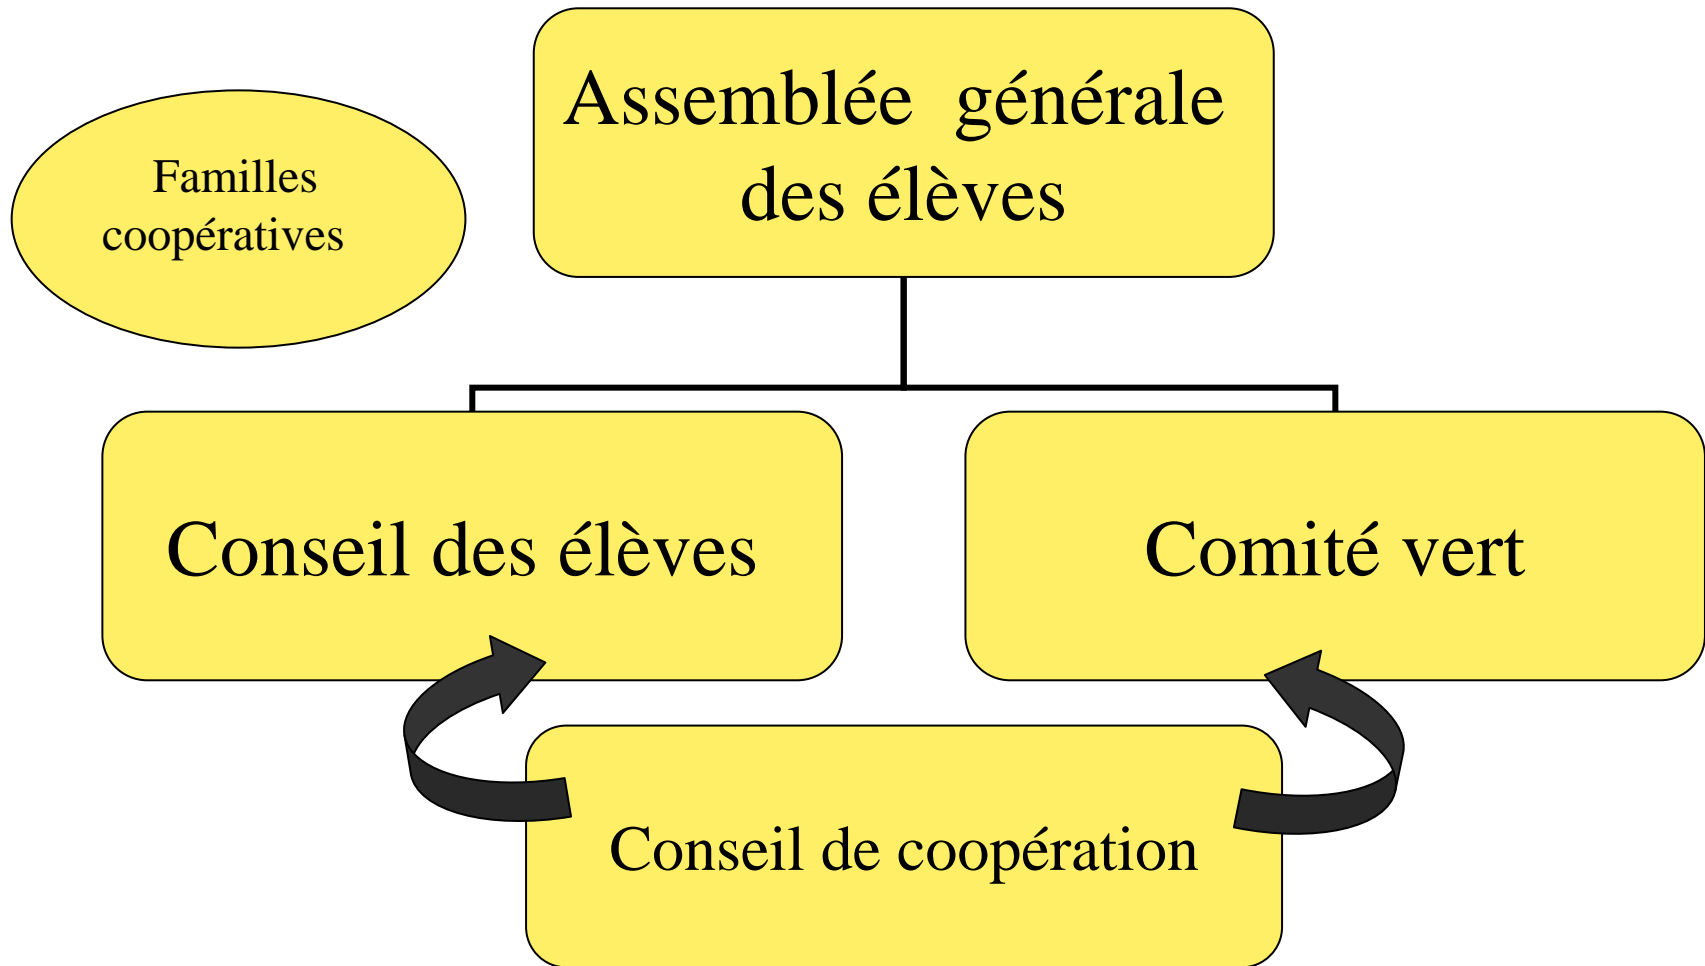 Assemblée générale
des élèves
Familles
coopératives
Conseil des élèves
Comité vert
Conseil de coopération